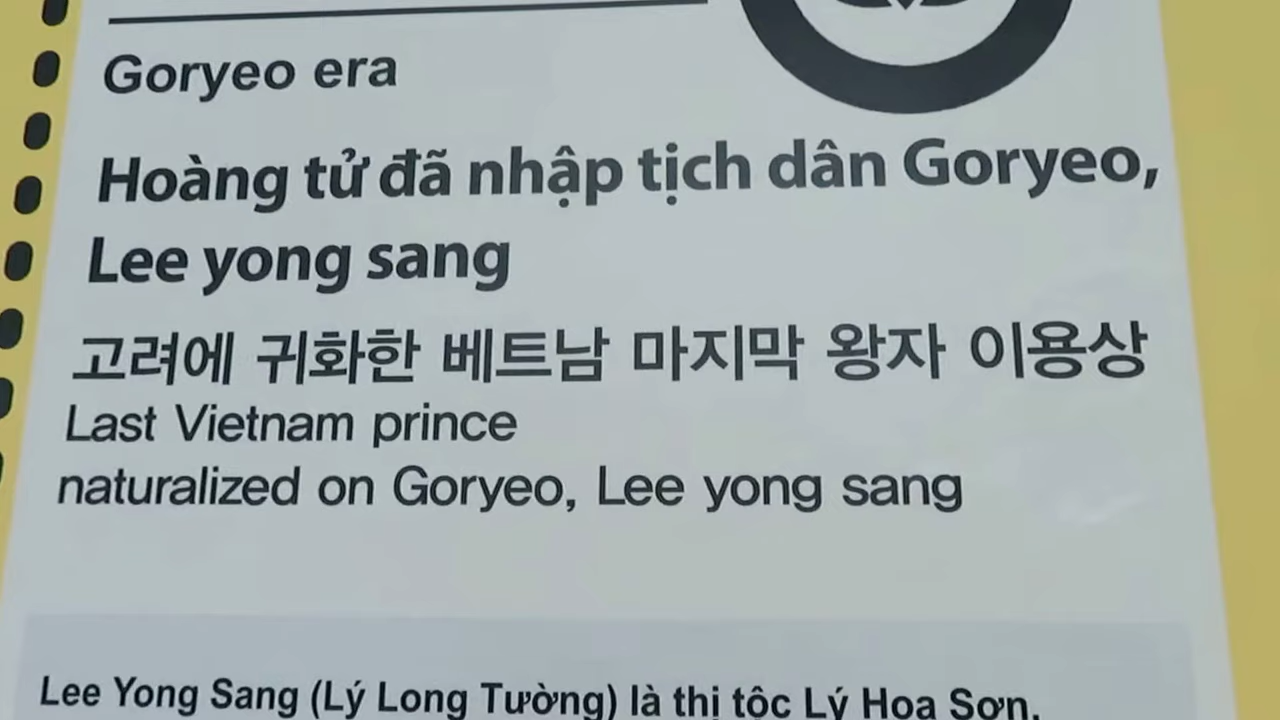 Goryeo era
Hoàng tử đã nhập tịch dân Goryeo,
Lee yong sang
고려에 귀화한 베트남 마지막 왕자 이용상
Last Vietnam prince
naturalized on Goryeo, Lee yong sang
Lee Yong Sang (Lý Long Tường) là thị tộc Lý Hoa Sơn,